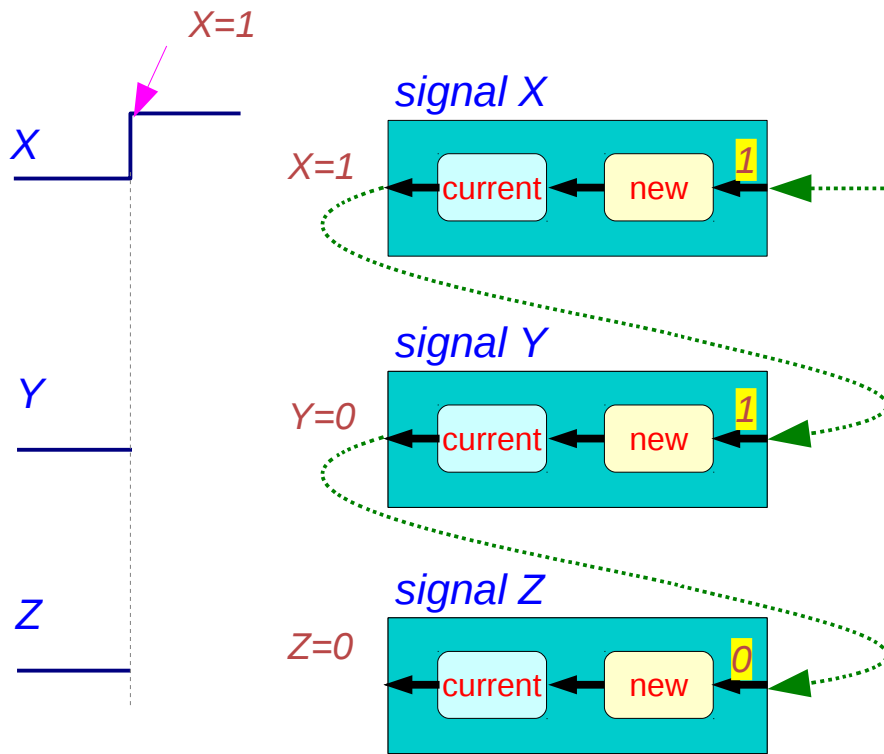 X=1
X
Y
Z
signal X
X=1
1
current
new
signal Y
Y=0
1
current
new
signal Z
Z=0
0
current
new